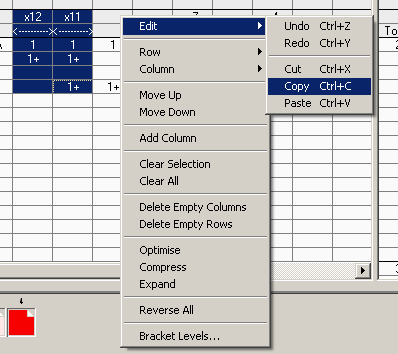 x12 x11
1 1 1
1+ 1+
1+ 1+
Edit
Row
Column
Move Up
Move Down
Add Column
Clear Selection
Clear All
Delete Empty Columns
Delete Empty Rows
Optimise
Compress
Expand
Reverse All
Bracket Levels...
Undo Ctrl+Z
Redo Ctrl+Y
Cut Ctrl+X
Copy Ctrl+C
Paste Ctrl+V